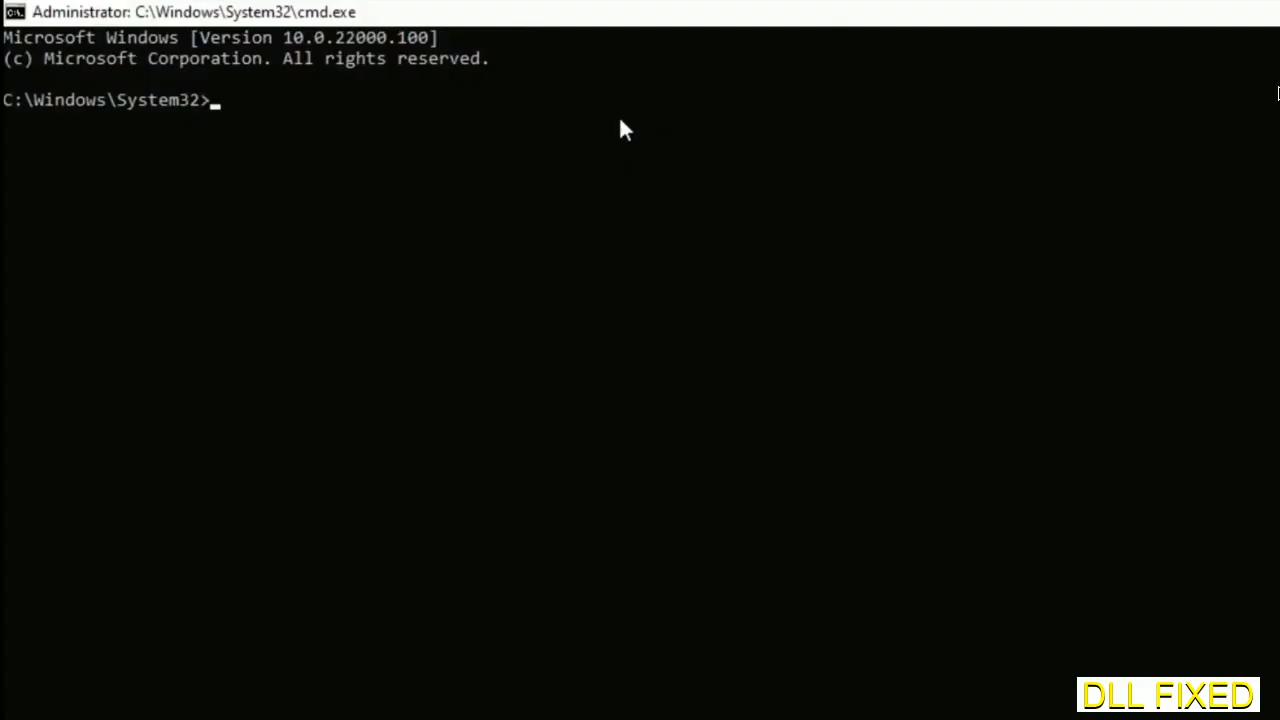 Administrator: C:\Windows\System32\cmd.exe
Microsoft Windows [Version 10.0.22000.100]
(c) Microsoft Corporation. All rights reserved.
C:\Windows\System32>
DLL FIXED